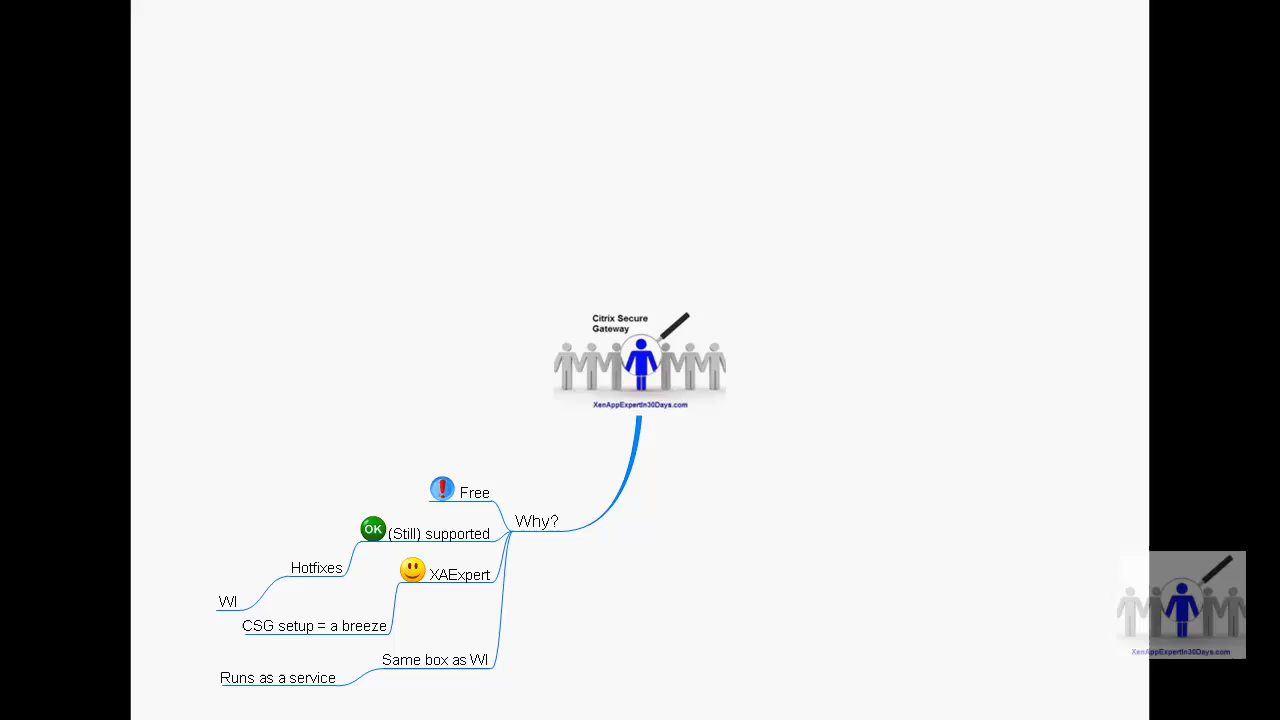 Citrix Secure
Gateway
XenAppExpertIn30Days.com
! Free
Why?
OK (Still) supported
Hotfixes
XAExpert
WI
CSG setup = a breeze
Same box as WI
Runs as a service
XenAppExpertIn30Days.com